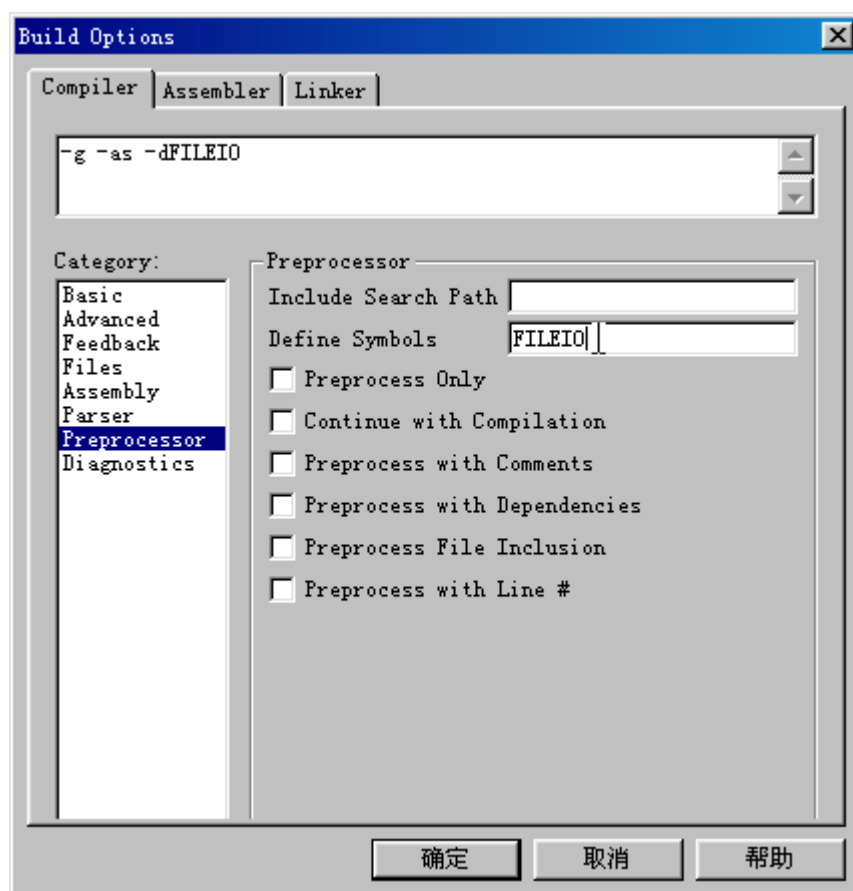 Build Options
Compiler Assembler Linker
-g -as -dFILEIO
Category:
Basic
Advanced
Feedback
Files
Assembly
Parser
Preprocessor
Diagnostics
Preprocessor
Include Search Path
Define Symbols FILEIO
Preprocess Only
Continue with Compilation
Preprocess with Comments
Preprocess with Dependencies
Preprocess File Inclusion
Preprocess with Line #
确定 取消 帮助